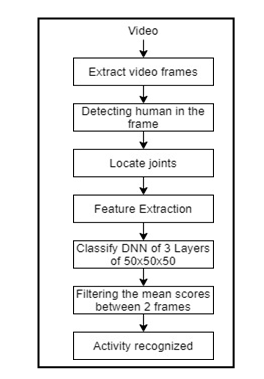 Video
Extract video frames
Detecting human in the
frame
Locate joints
Feature Extraction
Classify DNN of 3 Layers
of 50x50x50
Filtering the mean scores
between 2 frames
Activity recognized